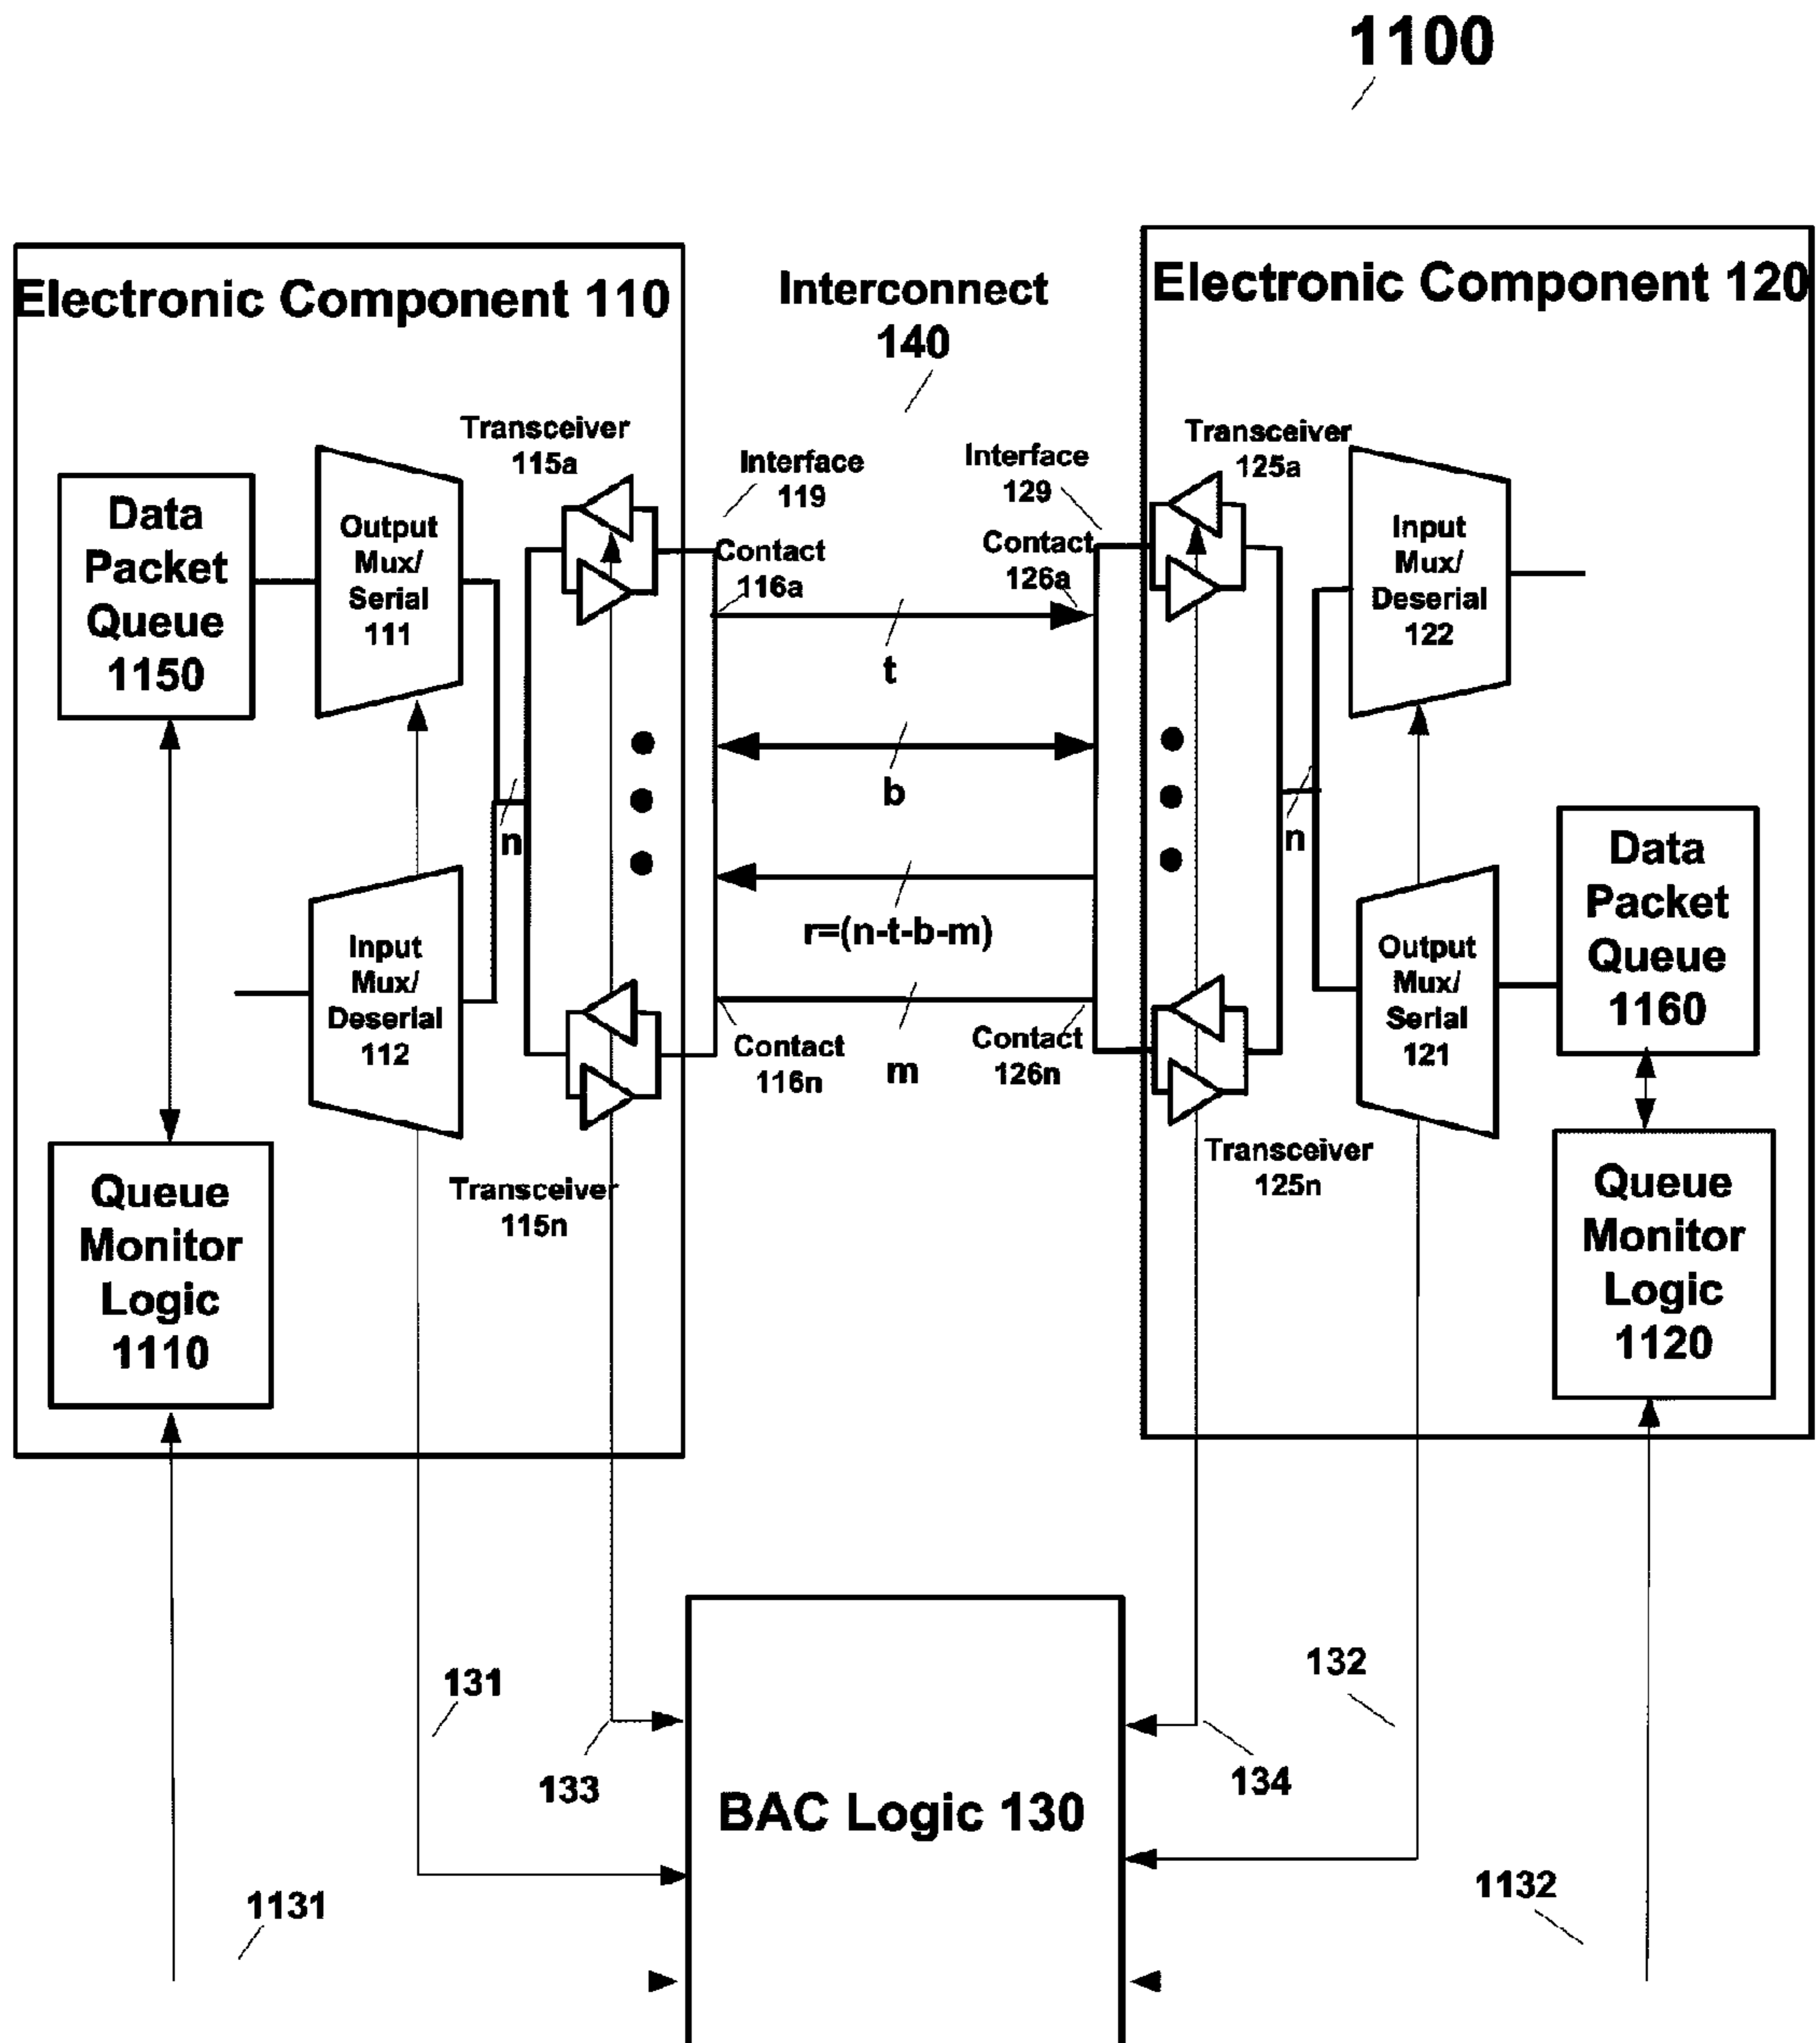 1100
Electronic Component 110
Interconnect
140
Electronic Component 120
Transceiver
115a
Interface
119
Interface
129
Transceiver
125a
Data
Packet
Queue
1150
Output
Mux/
Serial
111
Contact
116a
Contact
126a
Input
Mux/
Deserial
122
t
b
n
n
r=(n-t-b-m)
m
Input
Mux/
Deserial
112
Contact
116n
Contact
126n
Output
Mux/
Serial
121
Data
Packet
Queue
1160
Transceiver
115n
Transceiver
125n
Queue
Monitor
Logic
1110
Queue
Monitor
Logic
1120
131
133
132
134
BAC Logic 130
1131
1132